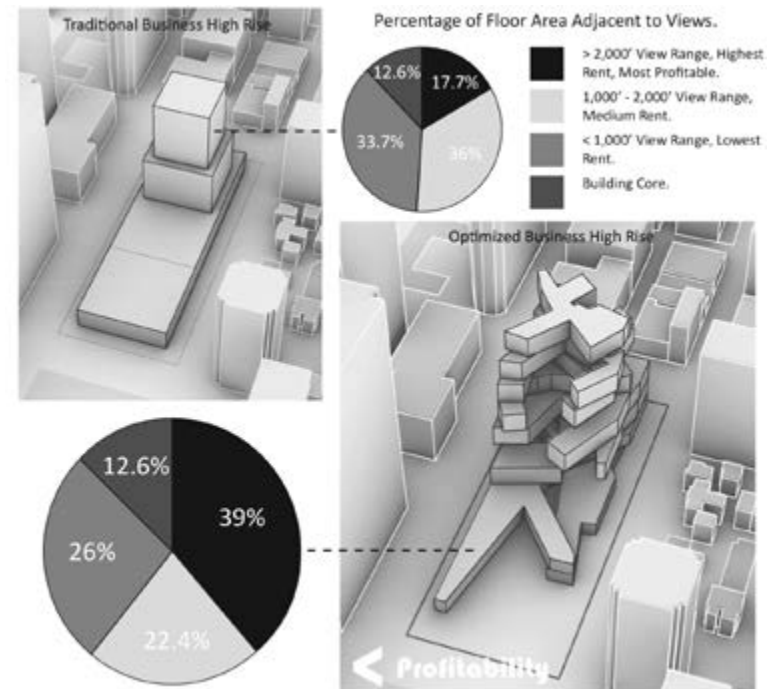 Traditional Business High Rise
Percentage of Floor Area Adjacent to Views.
12.6%
17.7%
33.7%
36%
> 2,000' View Range, Highest
Rent, Most Profitable.
1,000' - 2,000' View Range,
Medium Rent.
< 1,000' View Range, Lowest
Rent.
Building Core.
Optimized Business High Rise
12.6%
39%
26%
22.4%
< Profitability